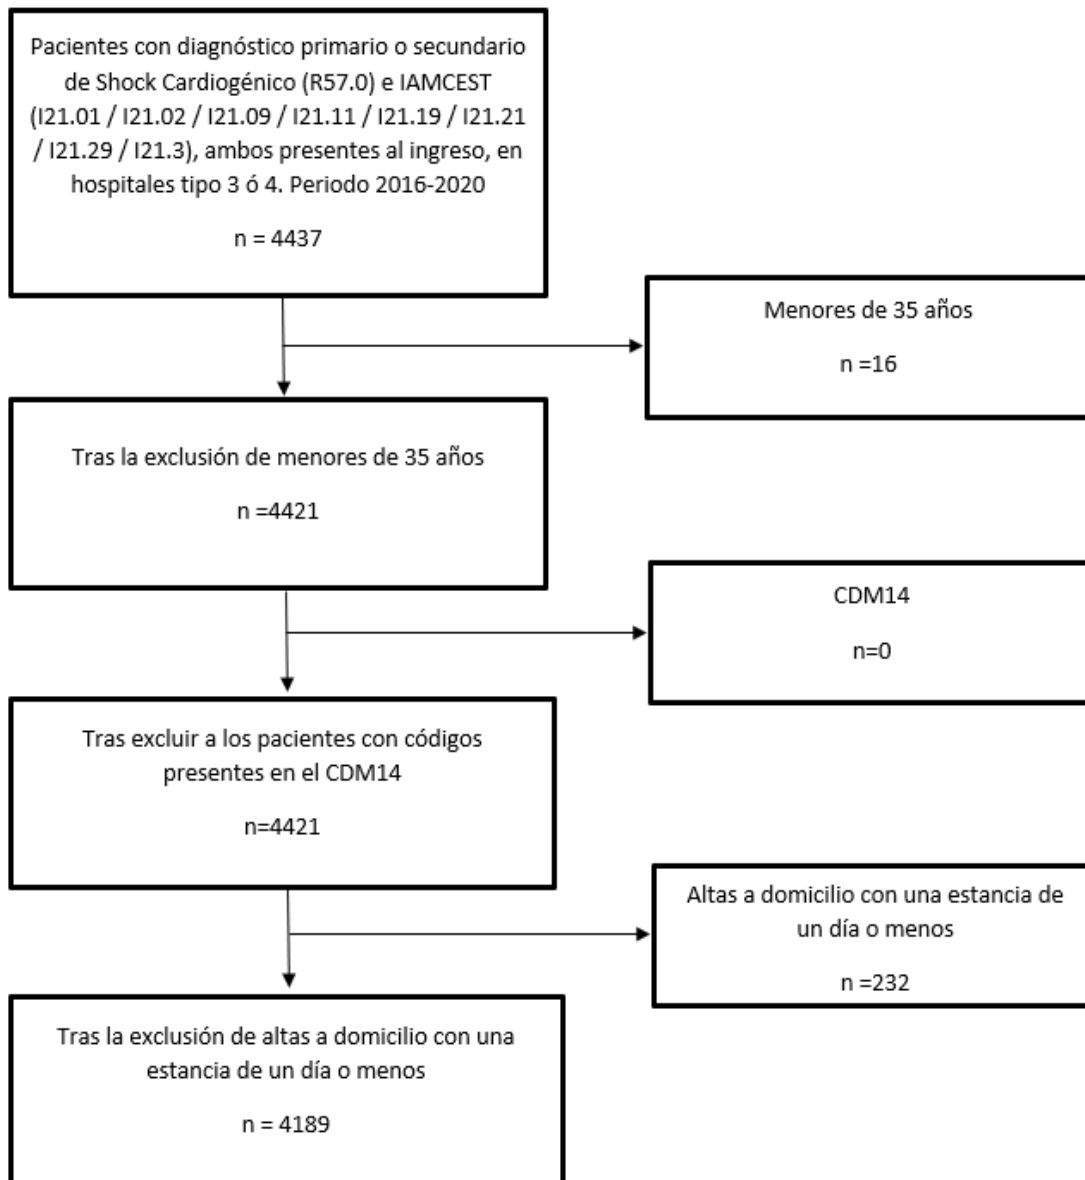 Pacientes con diagnóstico primario o secundario
de Shock Cardiogénico (R57.0) e IAMCEST
(I21.01 / I21.02 / I21.09 / I21.11 / I21.19 / I21.21
/ I21.29 / I21.3), ambos presentes al ingreso, en
hospitales tipo 3 ó 4. Periodo 2016-2020
n = 4437
Menores de 35 años
n =16
Tras la exclusión de menores de 35 años
n =4421
CDM14
n=0
Tras excluir a los pacientes con códigos
presentes en el CDM14
n=4421
Altas a domicilio con una estancia de
un día o menos
n =232
Tras la exclusión de altas a domicilio con una
estancia de un día o menos
n = 4189